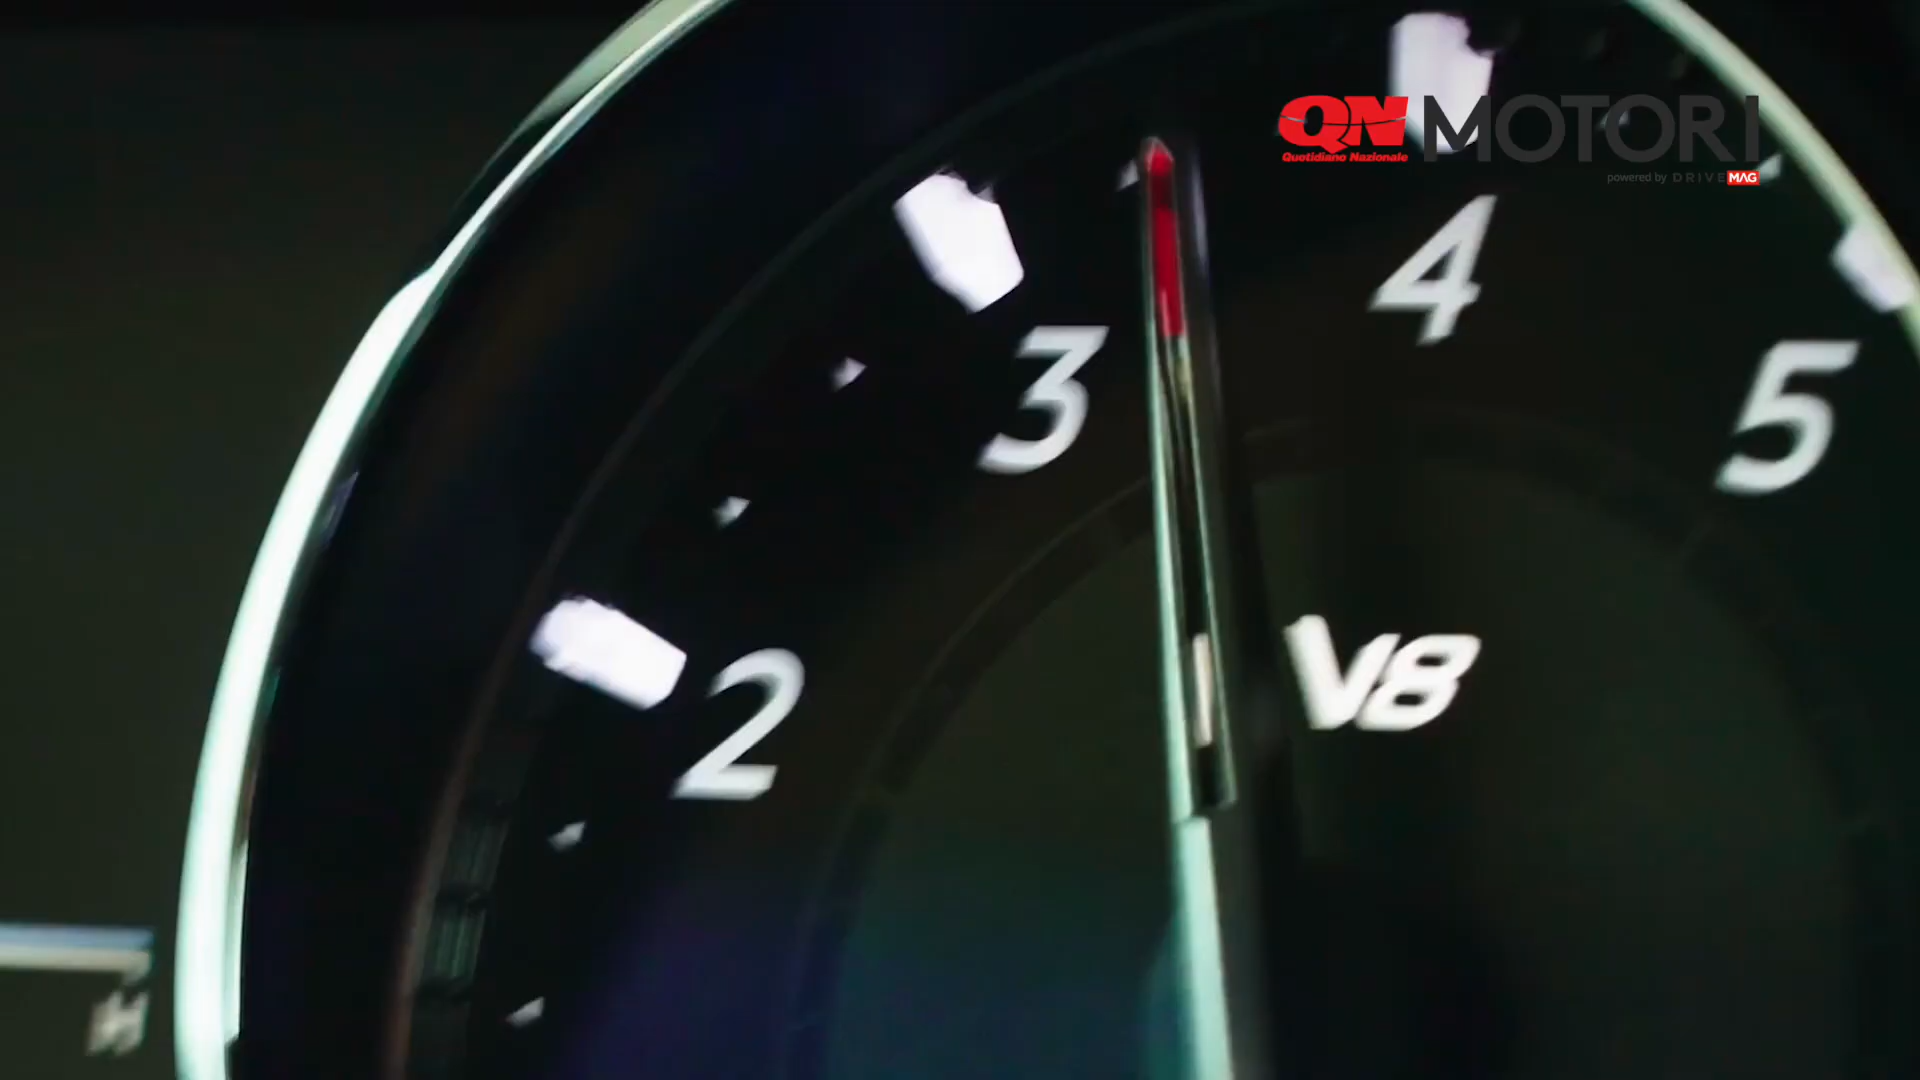 QN MOTORI
Quotidiano Nazionale
powered by DRIVEMAG
4
3
5
V8
2
H